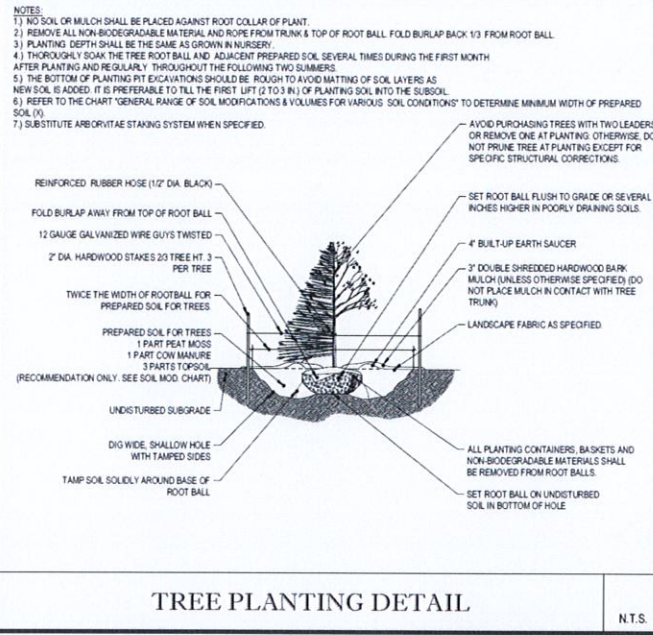 NOTES:
1.) NO SOIL OR MULCH SHALL BE PLACED AGAINST ROOT COLLAR OF PLANT.
2.) REMOVE ALL NON-BIODEGRADABLE MATERIAL AND ROPE FROM TRUNK & TOP OF ROOT BALL. FOLD BURLAP BACK 1/3 FROM ROOT BALL.
3.) PLANTING DEPTH SHALL BE THE SAME AS GROWN IN NURSERY.
4.) THOROUGHLY SOAK THE TREE ROOT BALL AND ADJACENT PREPARED SOIL SEVERAL TIMES DURING THE FIRST MONTH
AFTER PLANTING AND REGULARLY THROUGHOUT THE FOLLOWING TWO SUMMERS.
5.) THE BOTTOM OF PLANTING PIT EXCAVATIONS SHOULD BE ROUGH TO AVOID MATTING OF SOIL LAYERS AS
NEW SOIL IS ADDED. IT IS PREFERABLE TO TILL THE FIRST LIFT (2 TO 3 IN.) OF PLANTING SOIL INTO THE SUBSOIL.
6.) REFER TO THE CHART "GENERAL RANGE OF SOIL MODIFICATIONS & VOLUMES FOR VARIOUS SOIL CONDITIONS" TO DETERMINE MINIMUM WIDTH OF PREPARED
SOIL (X).
7.) SUBSTITUTE ARBORVITAE STAKING SYSTEM WHEN SPECIFIED.
REINFORCED RUBBER HOSE (1/2" DIA. BLACK)
FOLD BURLAP AWAY FROM TOP OF ROOT BALL
12 GAUGE GALVANIZED WIRE GUYS TWISTED
2" DIA. HARDWOOD STAKES 2/3 TREE HT. 3
PER TREE
TWICE THE WIDTH OF ROOTBALL FOR
PREPARED SOIL FOR TREES.
PREPARED SOIL FOR TREES
1 PART PEAT MOSS
1 PART COW MANURE
3 PARTS TOPSOIL
(RECOMMENDATION ONLY. SEE SOIL MOD. CHART)
UNDISTURBED SUBGRADE
DIG WIDE, SHALLOW HOLE
WITH TAMPED SIDES
TAMP SOIL SOLIDLY AROUND BASE OF
ROOT BALL
AVOID PURCHASING TREES WITH TWO LEADERS
OR REMOVE ONE AT PLANTING. OTHERWISE, DO
NOT PRUNE TREE AT PLANTING EXCEPT FOR
SPECIFIC STRUCTURAL CORRECTIONS.
SET ROOT BALL FLUSH TO GRADE OR SEVERAL
INCHES HIGHER IN POORLY DRAINING SOILS.
4" BUILT-UP EARTH SAUCER
3" DOUBLE SHREDDED HARDWOOD BARK
MULCH (UNLESS OTHERWISE SPECIFIED) (DO
NOT PLACE MULCH IN CONTACT WITH TREE
TRUNK)
LANDSCAPE FABRIC AS SPECIFIED.
ALL PLANTING CONTAINERS, BASKETS AND
NON-BIODEGRADABLE MATERIALS SHALL
BE REMOVED FROM ROOT BALLS.
SET ROOT BALL ON UNDISTURBED
SOIL IN BOTTOM OF HOLE
TREE PLANTING DETAIL
N.T.S.